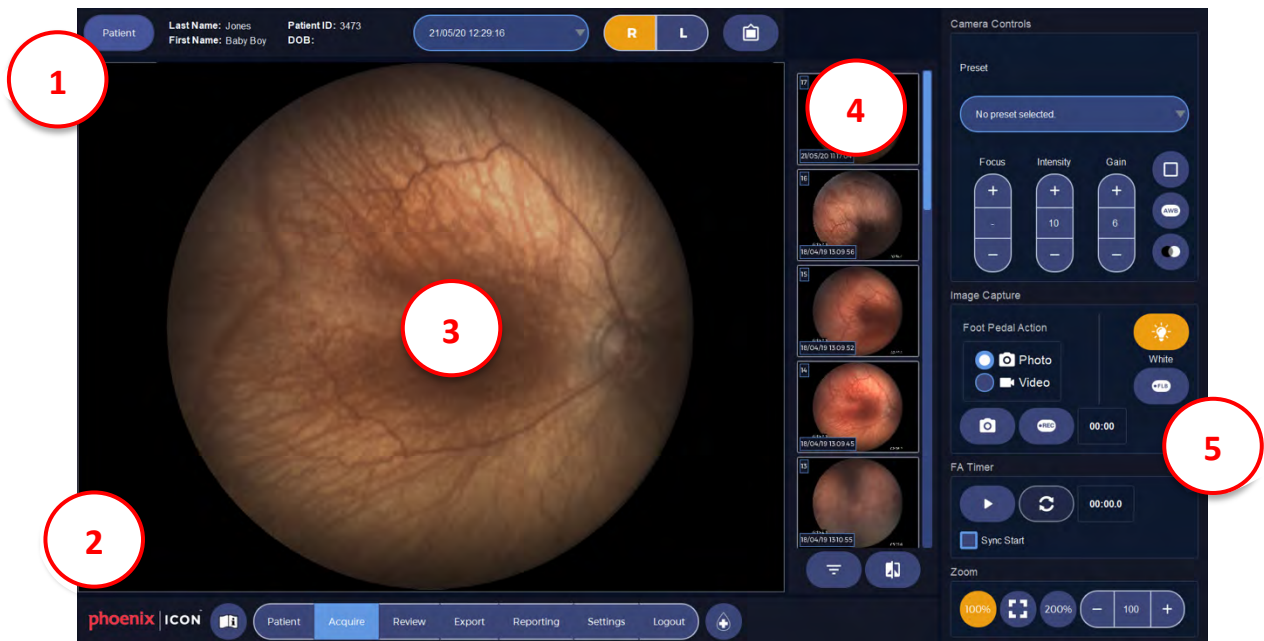 Patient
Last Name: Jones
First Name: Baby Boy
Patient ID: 3473
DOB:
21/05/20 12:29:16
R
L
1
2
3
4
5
17
21/05/20 11:17:04
16
18/04/19 13:09:56
15
18/04/19 13:09:52
14
18/04/19 13:09:45
13
18/04/19 13:10:55
Camera Controls
Preset
No preset selected.
Focus Intensity Gain
+ + +
- 10 6
− − −
AWB
Image Capture
Foot Pedal Action
Photo
Video
White
FLB
REC
00:00
FA Timer
00:00.0
Sync Start
Zoom
100%
200%
− 100 +
phoenix | ICON
Patient Acquire Review Export Reporting Settings Logout